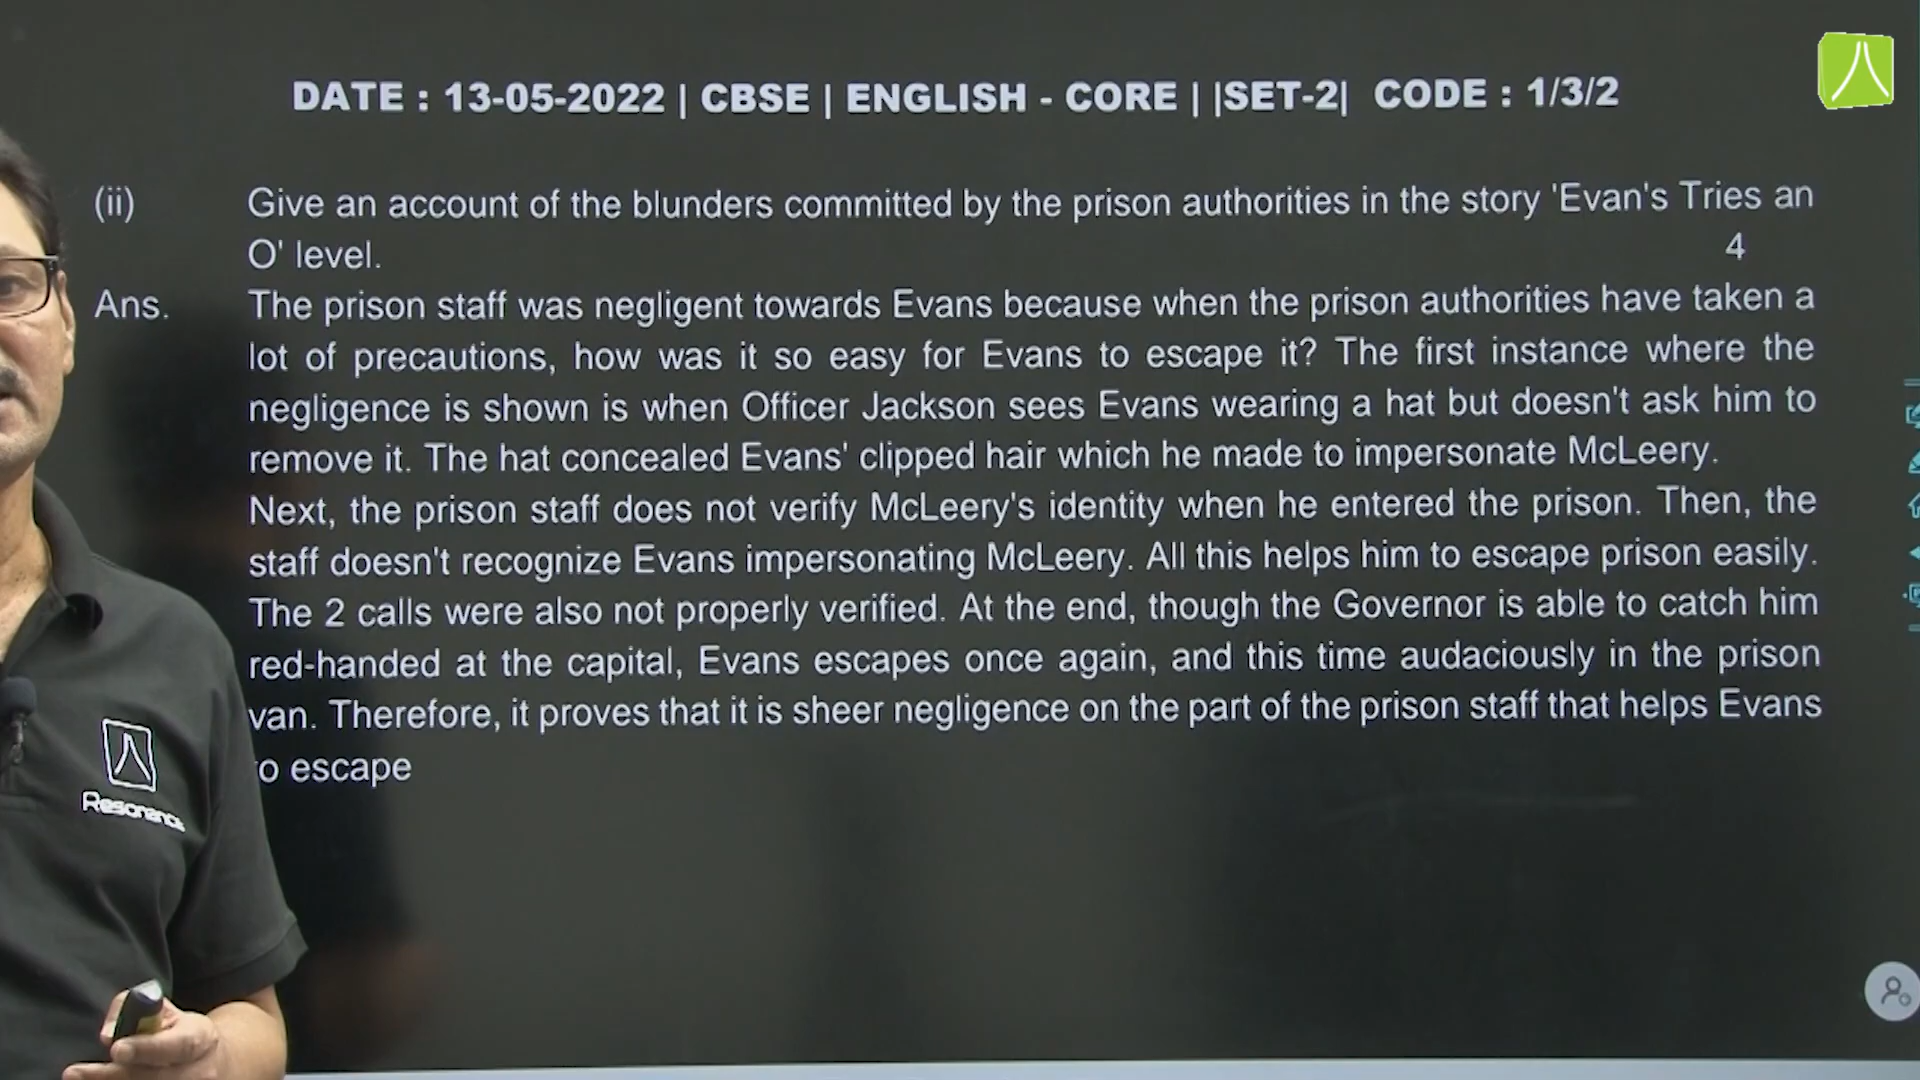 DATE : 13-05-2022 | CBSE | ENGLISH - CORE | |SET-2| CODE : 1/3/2
(ii) Give an account of the blunders committed by the prison authorities in the story 'Evan's Tries an
O' level. 4
Ans. The prison staff was negligent towards Evans because when the prison authorities have taken a
lot of precautions, how was it so easy for Evans to escape it? The first instance where the
negligence is shown is when Officer Jackson sees Evans wearing a hat but doesn't ask him to
remove it. The hat concealed Evans' clipped hair which he made to impersonate McLeery.
Next, the prison staff does not verify McLeery's identity when he entered the prison. Then, the
staff doesn't recognize Evans impersonating McLeery. All this helps him to escape prison easily.
The 2 calls were also not properly verified. At the end, though the Governor is able to catch him
red-handed at the capital, Evans escapes once again, and this time audaciously in the prison
van. Therefore, it proves that it is sheer negligence on the part of the prison staff that helps Evans
to escape
Resonance